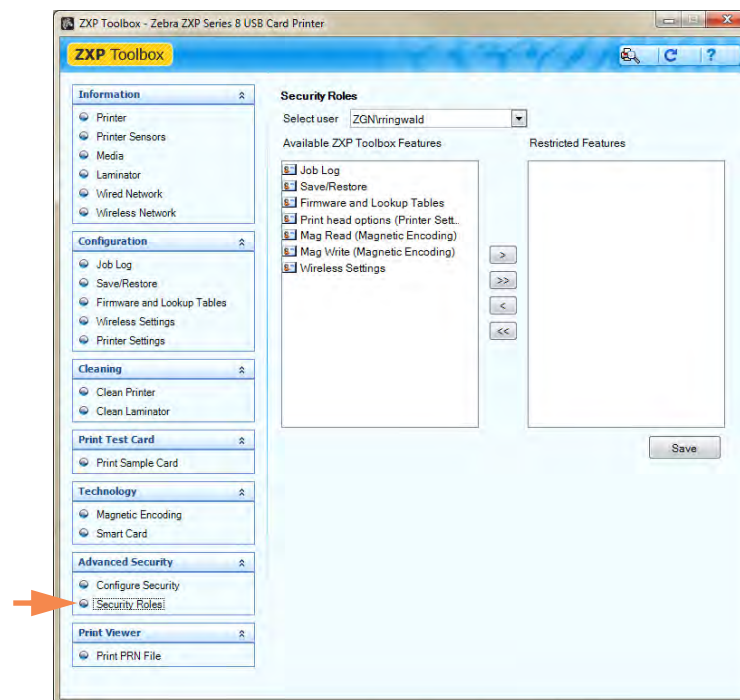 ZXP Toolbox - Zebra ZXP Series 8 USB Card Printer
ZXP Toolbox
?
Information
Printer
Printer Sensors
Media
Laminator
Wired Network
Wireless Network
Configuration
Job Log
Save/Restore
Firmware and Lookup Tables
Wireless Settings
Printer Settings
Cleaning
Clean Printer
Clean Laminator
Print Test Card
Print Sample Card
Technology
Magnetic Encoding
Smart Card
Advanced Security
Configure Security
Security Roles
Print Viewer
Print PRN File
Security Roles
Select user ZGN\rringwald
Available ZXP Toolbox Features
Restricted Features
Job Log
Save/Restore
Firmware and Lookup Tables
Print head options (Printer Sett..
Mag Read (Magnetic Encoding)
Mag Write (Magnetic Encoding)
Wireless Settings
>
>>
<
<<
Save